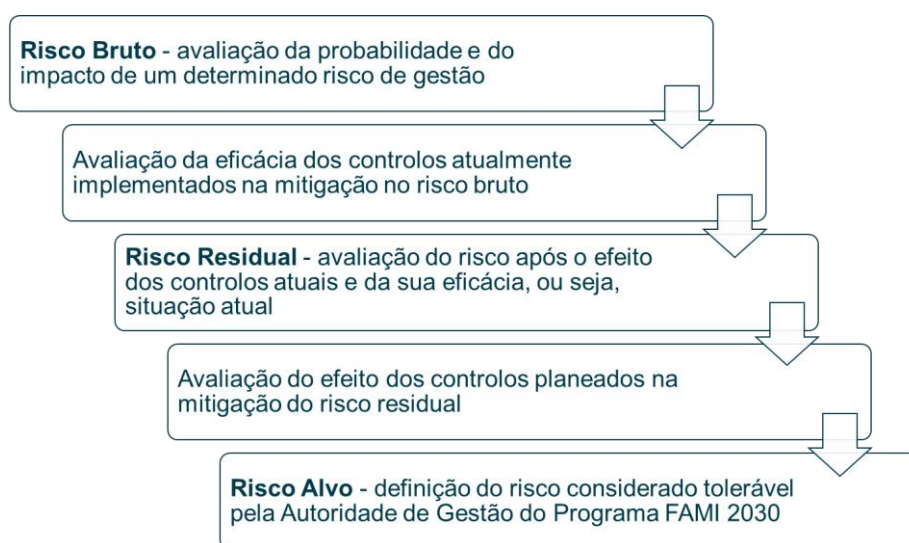 Risco Bruto - avaliação da probabilidade e do
impacto de um determinado risco de gestão
Avaliação da eficácia dos controlos atualmente
implementados na mitigação no risco bruto
Risco Residual - avaliação do risco após o efeito
dos controlos atuais e da sua eficácia, ou seja,
situação atual
Avaliação do efeito dos controlos planeados na
mitigação do risco residual
Risco Alvo - definição do risco considerado tolerável
pela Autoridade de Gestão do Programa FAMI 2030